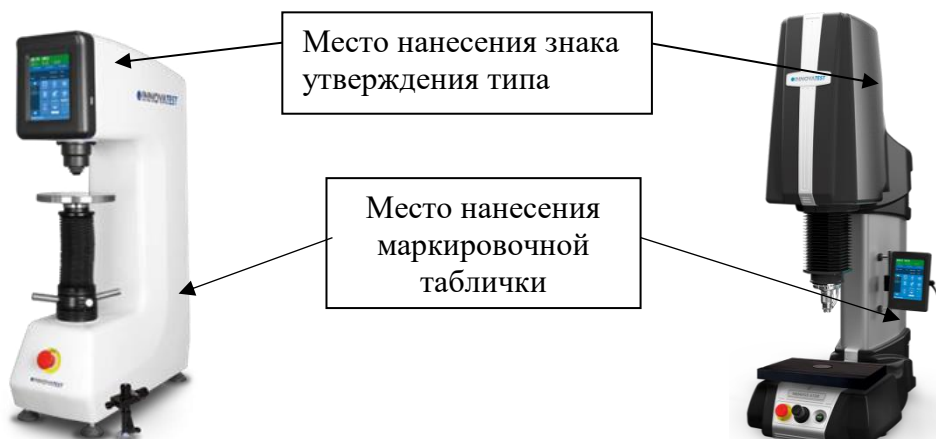 Место нанесения знака
утверждения типа
INNOVATEST
INNOVATEST
Место нанесения
маркировочной
таблички
INNOVATEST